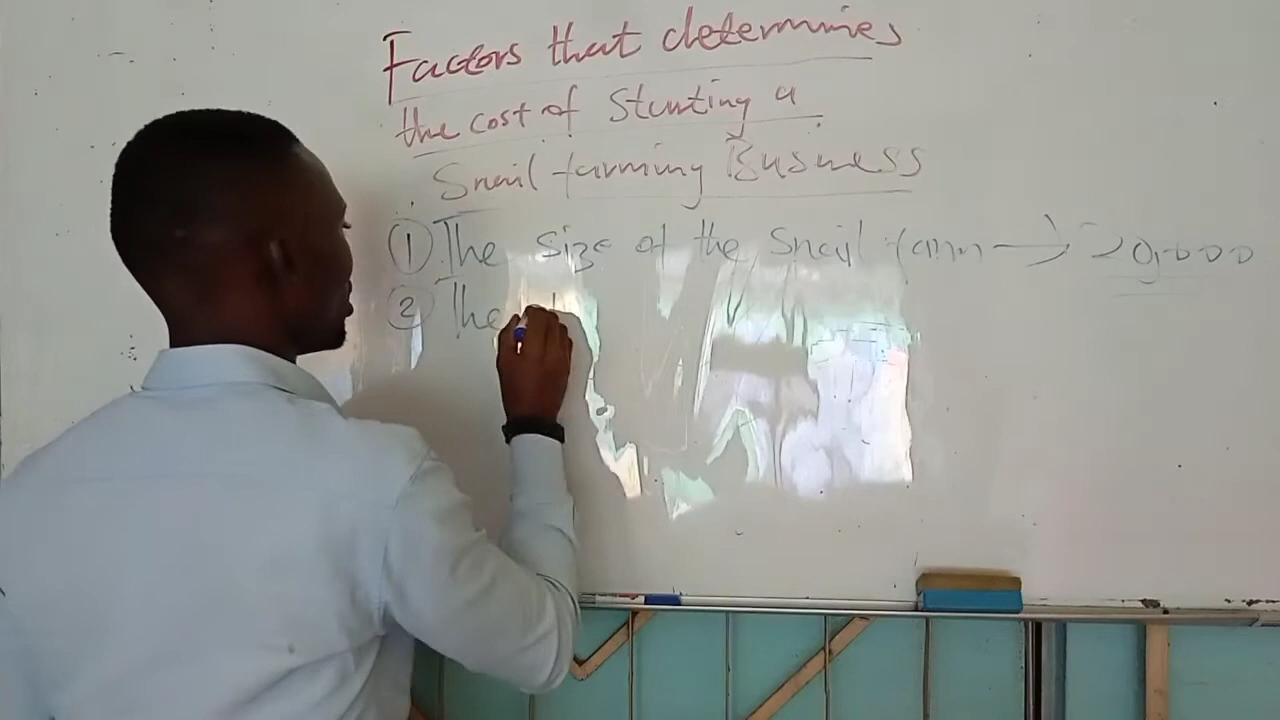 Factors that determines
the cost of Starting a
Snail farming Business
① The size of the Snail farm → 20,000
② The